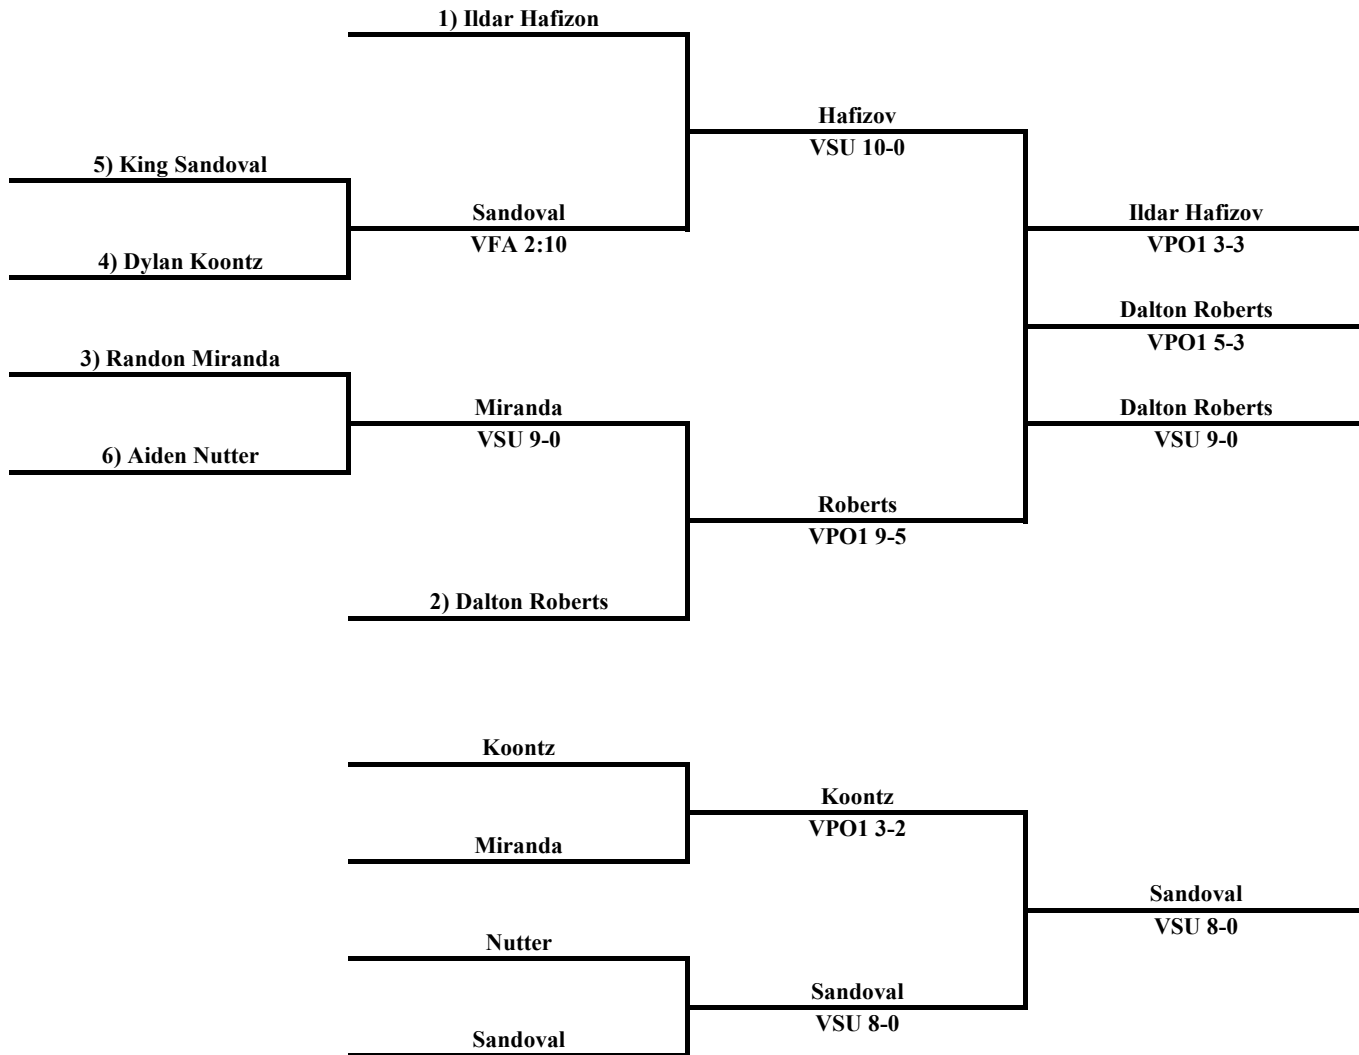 1) Ildar Hafizon
Hafizov
VSU 10-0
5) King Sandoval
Sandoval
VFA 2:10
Ildar Hafizov
VPO1 3-3
4) Dylan Koontz
Dalton Roberts
VPO1 5-3
3) Randon Miranda
Miranda
VSU 9-0
Dalton Roberts
VSU 9-0
6) Aiden Nutter
Roberts
VPO1 9-5
2) Dalton Roberts
Koontz
Koontz
VPO1 3-2
Miranda
Sandoval
VSU 8-0
Nutter
Sandoval
VSU 8-0
Sandoval